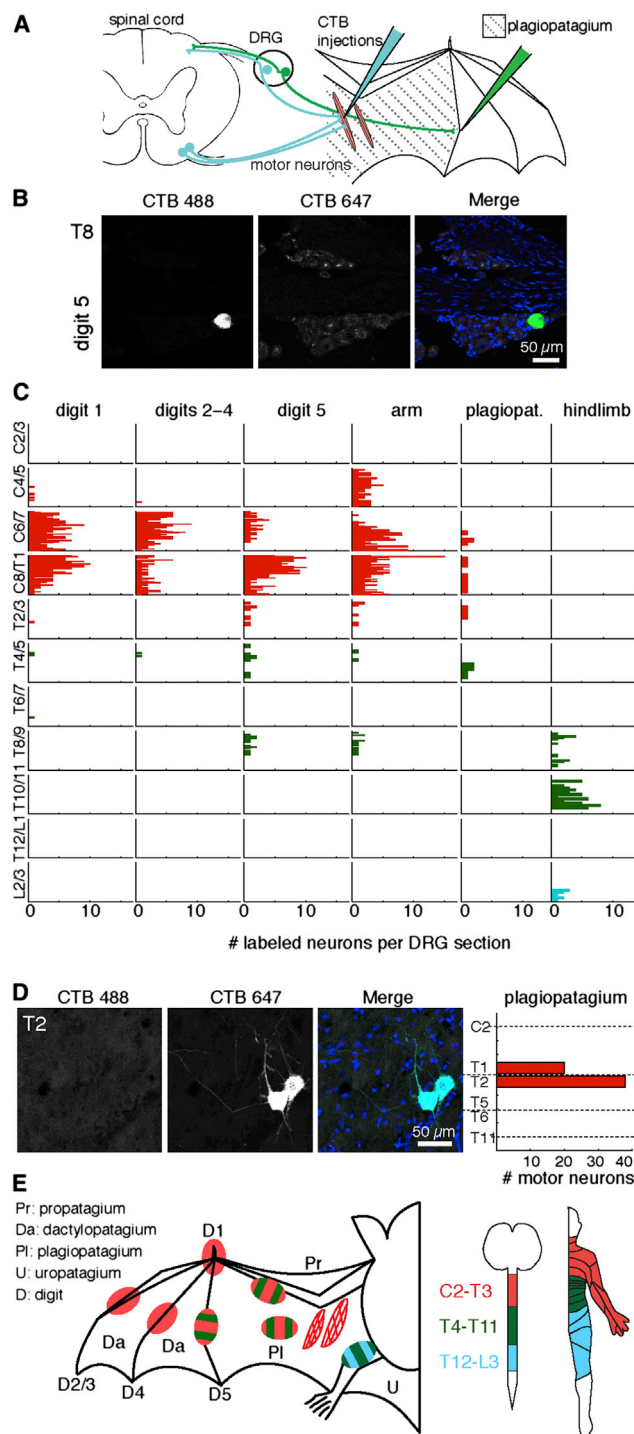 A
spinal cord
DRG
CTB
injections
plagiopatagium
motor neurons
B
CTB 488
CTB 647
Merge
T8
digit 5
50 µm
C
digit 1
digits 2–4
digit 5
arm
plagiopat.
hindlimb
C2/3
C4/5
C6/7
C8/T1
T2/3
T4/5
T6/7
T8/9
T10/11
T12/L1
L2/3
0 10 0 10 0 10 0 10 0 10 0 10
# labeled neurons per DRG section
D
CTB 488
CTB 647
Merge
plagiopatagium
T2
50 µm
C2
T1
T2
T5
T6
T11
10 20 30 40
# motor neurons
E
Pr: propatagium
Da: dactylopatagium
Pl: plagiopatagium
U: uropatagium
D: digit
D1
Pr
Da
Da
Pl
D2/3
D4
D5
U
C2-T3
T4-T11
T12-L3